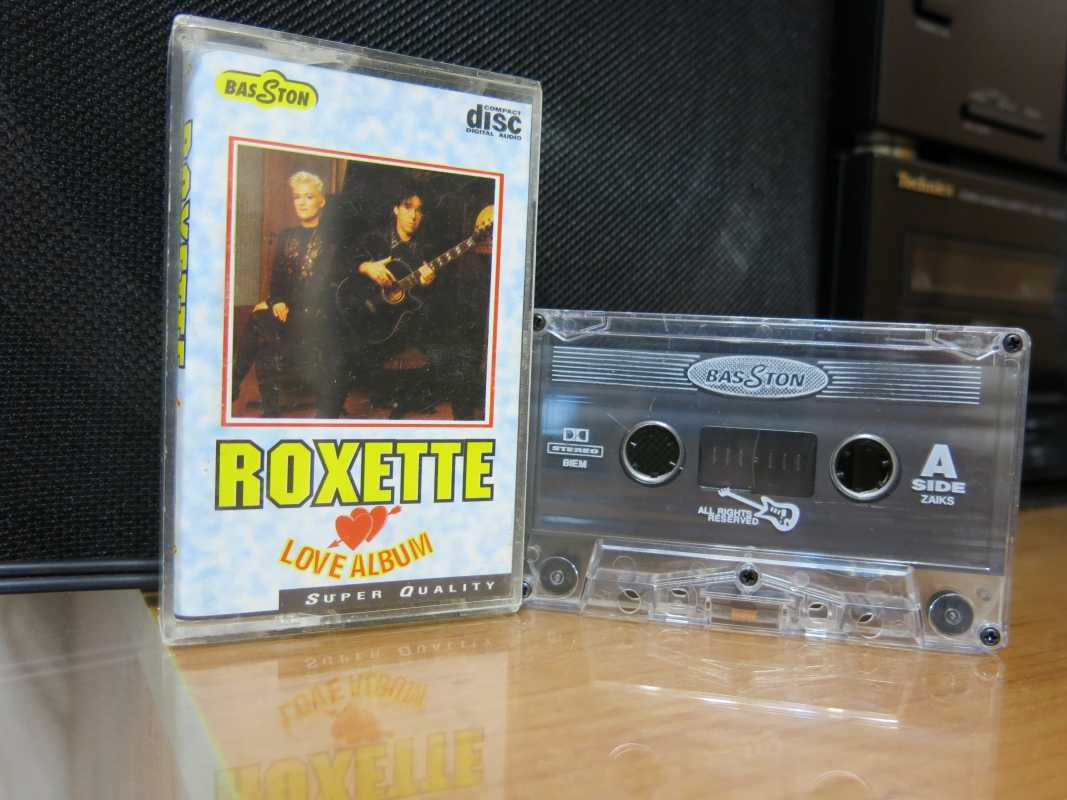 BASSTON
COMPACT
disc
DIGITAL AUDIO
ROXETTE
ROXETTE
LOVE ALBUM
SUPER QUALITY
BASSTON
STEREO
BIEM
A
SIDE
ZAIKS
ALL RIGHTS
RESERVED
Technics